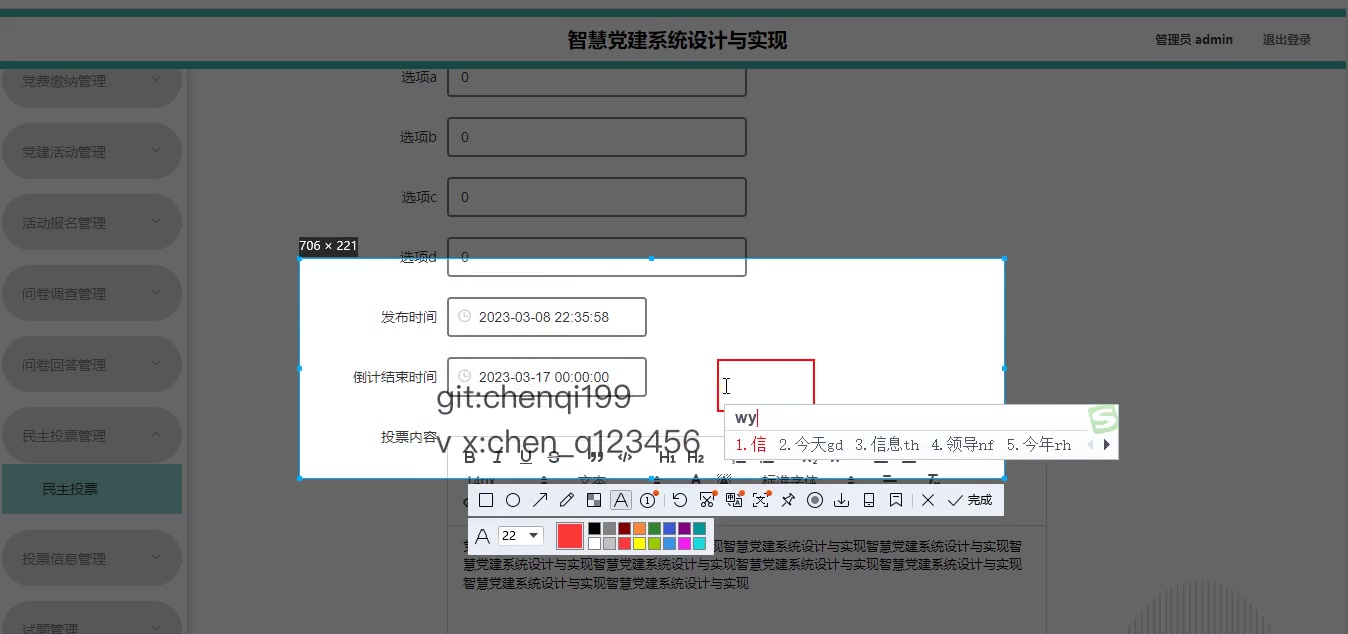 智慧党建系统设计与实现
管理员 admin
退出登录
党费缴纳管理
党建活动管理
活动报名管理
问卷调查管理
问卷回答管理
民主投票管理
民主投票
投票信息管理
试题管理
选项a
0
选项b
0
选项c
0
选项d
0
706 × 221
发布时间
2023-03-08 22:35:58
倒计结束时间
2023-03-17 00:00:00
git:chenqi199
投票内容
v x:chen_q123456
wy
1.信 2.今天gd 3.信息th 4.领导nf 5.今年rh
B I U S H1 H2
14px 文本 标准字体
完成
A 22
现智慧党建系统设计与实现智慧党建系统设计与实现智
慧党建系统设计与实现智慧党建系统设计与实现智慧党建系统设计与实现智慧党建系统设计与实现
智慧党建系统设计与实现智慧党建系统设计与实现